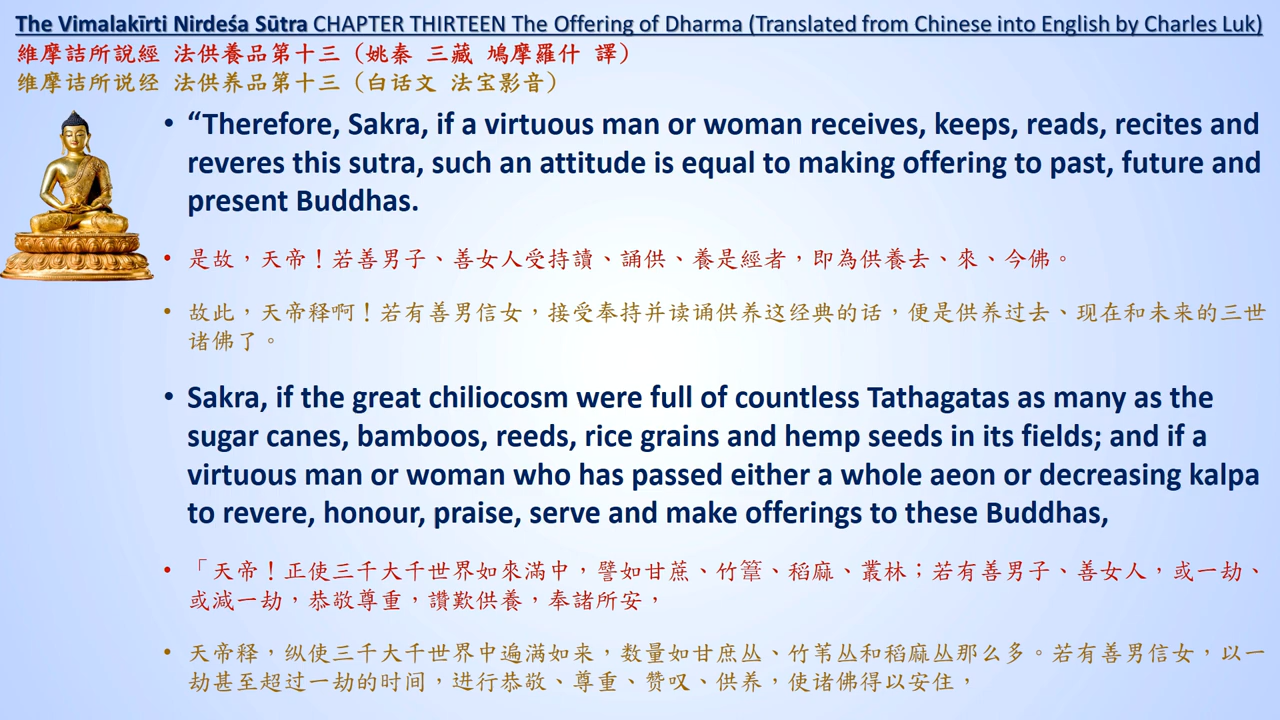 The Vimalakīrti Nirdeśa Sūtra CHAPTER THIRTEEN The Offering of Dharma (Translated from Chinese into English by Charles Luk)
維摩詰所說經 法供養品第十三（姚秦 三藏 鳩摩羅什 譯）
维摩诘所说经 法供养品第十三（白话文 法宝影音）
• “Therefore, Sakra, if a virtuous man or woman receives, keeps, reads, recites and
reveres this sutra, such an attitude is equal to making offering to past, future and
present Buddhas.
• 是故，天帝！若善男子、善女人受持讀、誦供、養是經者，即為供養去、來、今佛。
• 故此，天帝释啊！若有善男信女，接受奉持并读诵供养这经典的话，便是供养过去、现在和未来的三世
诸佛了。
• Sakra, if the great chiliocosm were full of countless Tathagatas as many as the
sugar canes, bamboos, reeds, rice grains and hemp seeds in its fields; and if a
virtuous man or woman who has passed either a whole aeon or decreasing kalpa
to revere, honour, praise, serve and make offerings to these Buddhas,
• 「天帝！正使三千大千世界如來滿中，譬如甘蔗、竹𥯤、稻麻、叢林；若有善男子、善女人，或一劫、
或減一劫，恭敬尊重，讚歎供養，奉諸所安，
• 天帝释，纵使三千大千世界中遍满如来，数量如甘庶丛、竹苇丛和稻麻丛那么多。若有善男信女，以一
劫甚至超过一劫的时间，进行恭敬、尊重、赞叹、供养，使诸佛得以安住，